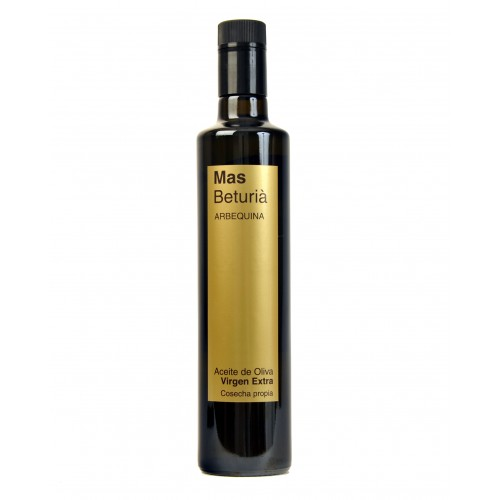 Mas
Beturià
ARBEQUINA
Aceite de Oliva
Virgen Extra
Cosecha propia